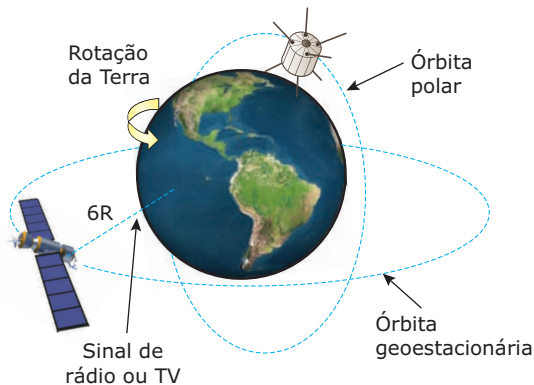 Rotação
da Terra
Órbita
polar
6R
Sinal de
rádio ou TV
Órbita
geoestacionária